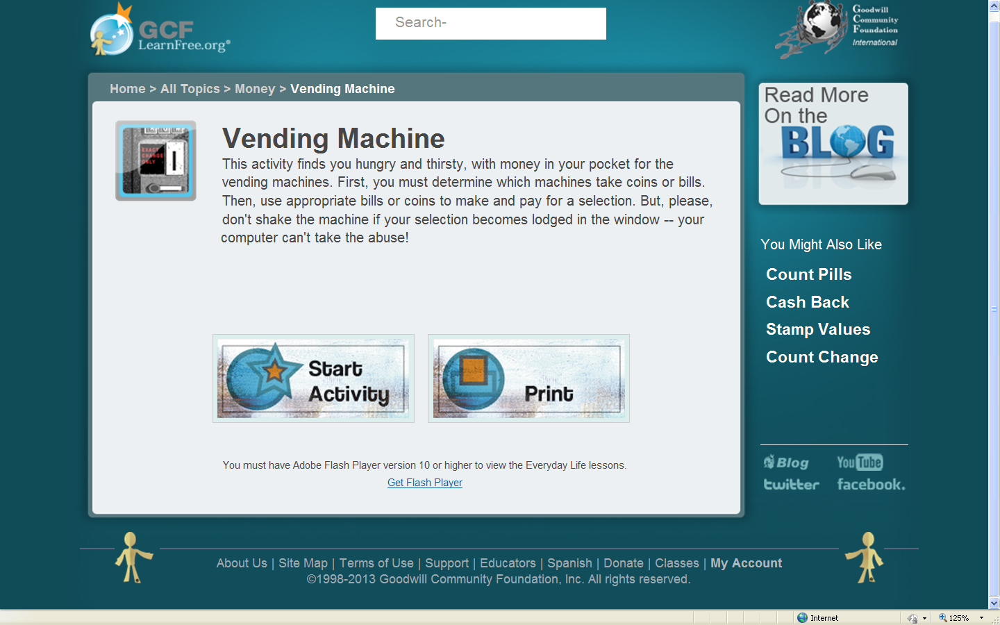 GCF
LearnFree.org®
Search-
Goodwill
Community
Foundation
International
Home > All Topics > Money > Vending Machine
EXACT
CHANGE
ONLY
Vending Machine
This activity finds you hungry and thirsty, with money in your pocket for the
vending machines. First, you must determine which machines take coins or bills.
Then, use appropriate bills or coins to make and pay for a selection. But, please,
don't shake the machine if your selection becomes lodged in the window -- your
computer can't take the abuse!
Start
Activity
Print
You must have Adobe Flash Player version 10 or higher to view the Everyday Life lessons.
Get Flash Player
Read More
On the
BLOG
You Might Also Like
Count Pills
Cash Back
Stamp Values
Count Change
Blog
YouTube
twitter
facebook.
About Us | Site Map | Terms of Use | Support | Educators | Spanish | Donate | Classes | My Account
©1998-2013 Goodwill Community Foundation, Inc. All rights reserved.
Internet
125%